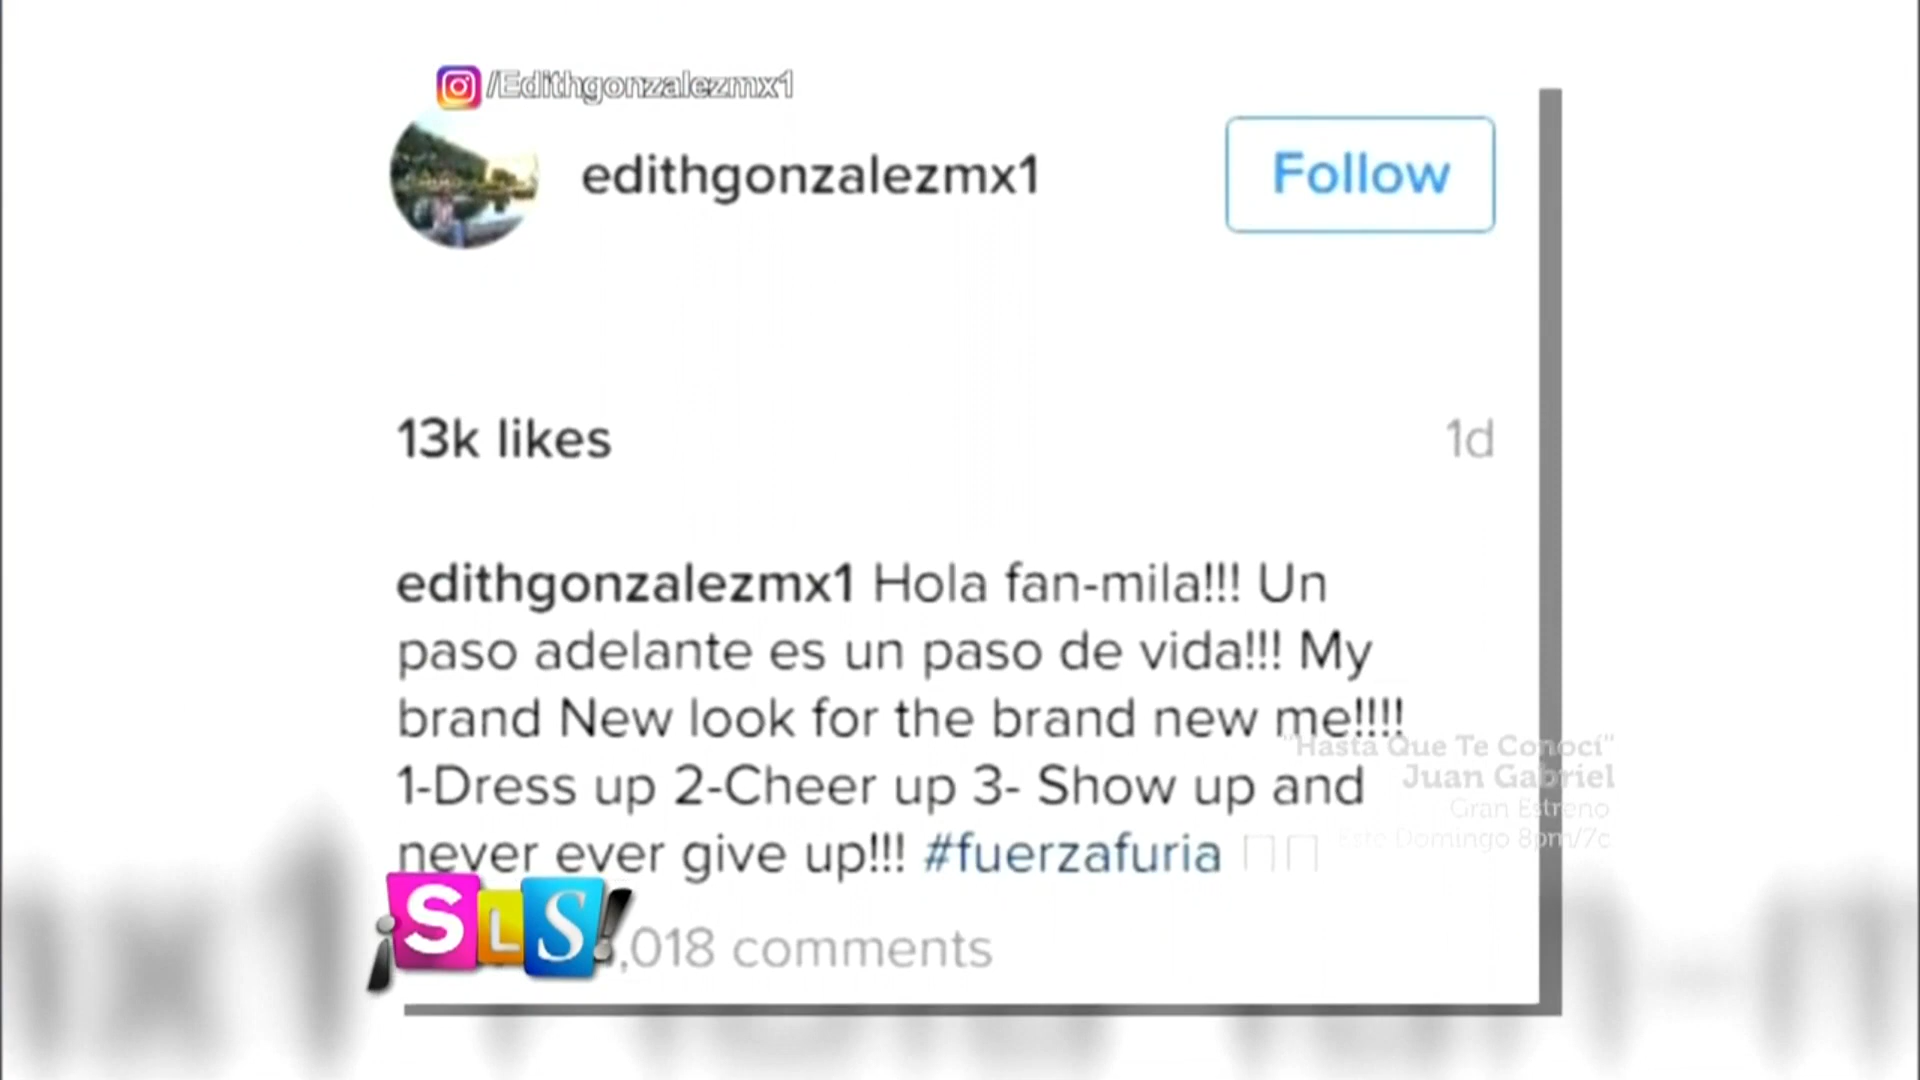 /Edithgonzalezmx1
edithgonzalezmx1
Follow
13k likes
1d
edithgonzalezmx1 Hola fan-mila!!! Un
paso adelante es un paso de vida!!! My
brand New look for the brand new me!!!!
1-Dress up 2-Cheer up 3- Show up and
never ever give up!!! #fuerzafuria
"Hasta Que Te Conocí"
Juan Gabriel
Gran Estreno
Este Domingo 8pm/7c
¡SLS!
,018 comments